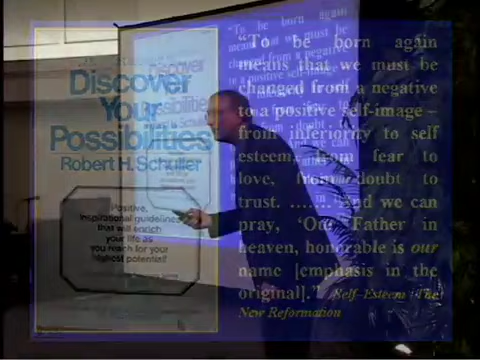 Discover
Your
Possibilities
Robert H. Schuller
Positive,
inspirational guidelines
that will enrich
your life as
you reach for your
highest potential!
"To be born again
means that we must be
changed from a negative
to a positive self-image –
from inferiority to self
esteem, from fear to
love, from doubt to
trust. ……. And we can
pray, 'Our Father in
heaven, honorable is our
name [emphasis in the
original]." Self-Esteem: The
New Reformation